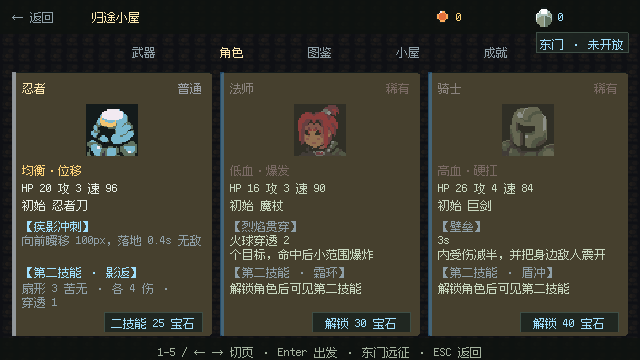 ← 返回
归途小屋
0
0
武器
角色
图鉴
小屋
成就
东门 · 未开放
忍者 普通
均衡·位移
HP 20 攻 3 速 96
初始 忍者刀
【疾影冲刺】
向前瞬移 100px，落地 0.4s 无敌
【第二技能 · 影返】
扇形 3 苦无 · 各 4 伤 ·
穿透 1
二技能 25 宝石
法师 稀有
低血·爆发
HP 16 攻 3 速 90
初始 魔杖
【烈焰贯穿】
火球穿透 2
个目标，命中后小范围爆炸
【第二技能 · 霜环】
解锁角色后可见第二技能
解锁 30 宝石
骑士 稀有
高血·硬扛
HP 26 攻 4 速 84
初始 巨剑
【壁垒】
3s
内受伤减半，并把身边敌人震开
【第二技能 · 盾冲】
解锁角色后可见第二技能
解锁 40 宝石
1-5 / ← → 切页 · Enter 出发 · 东门远征 · ESC 返回